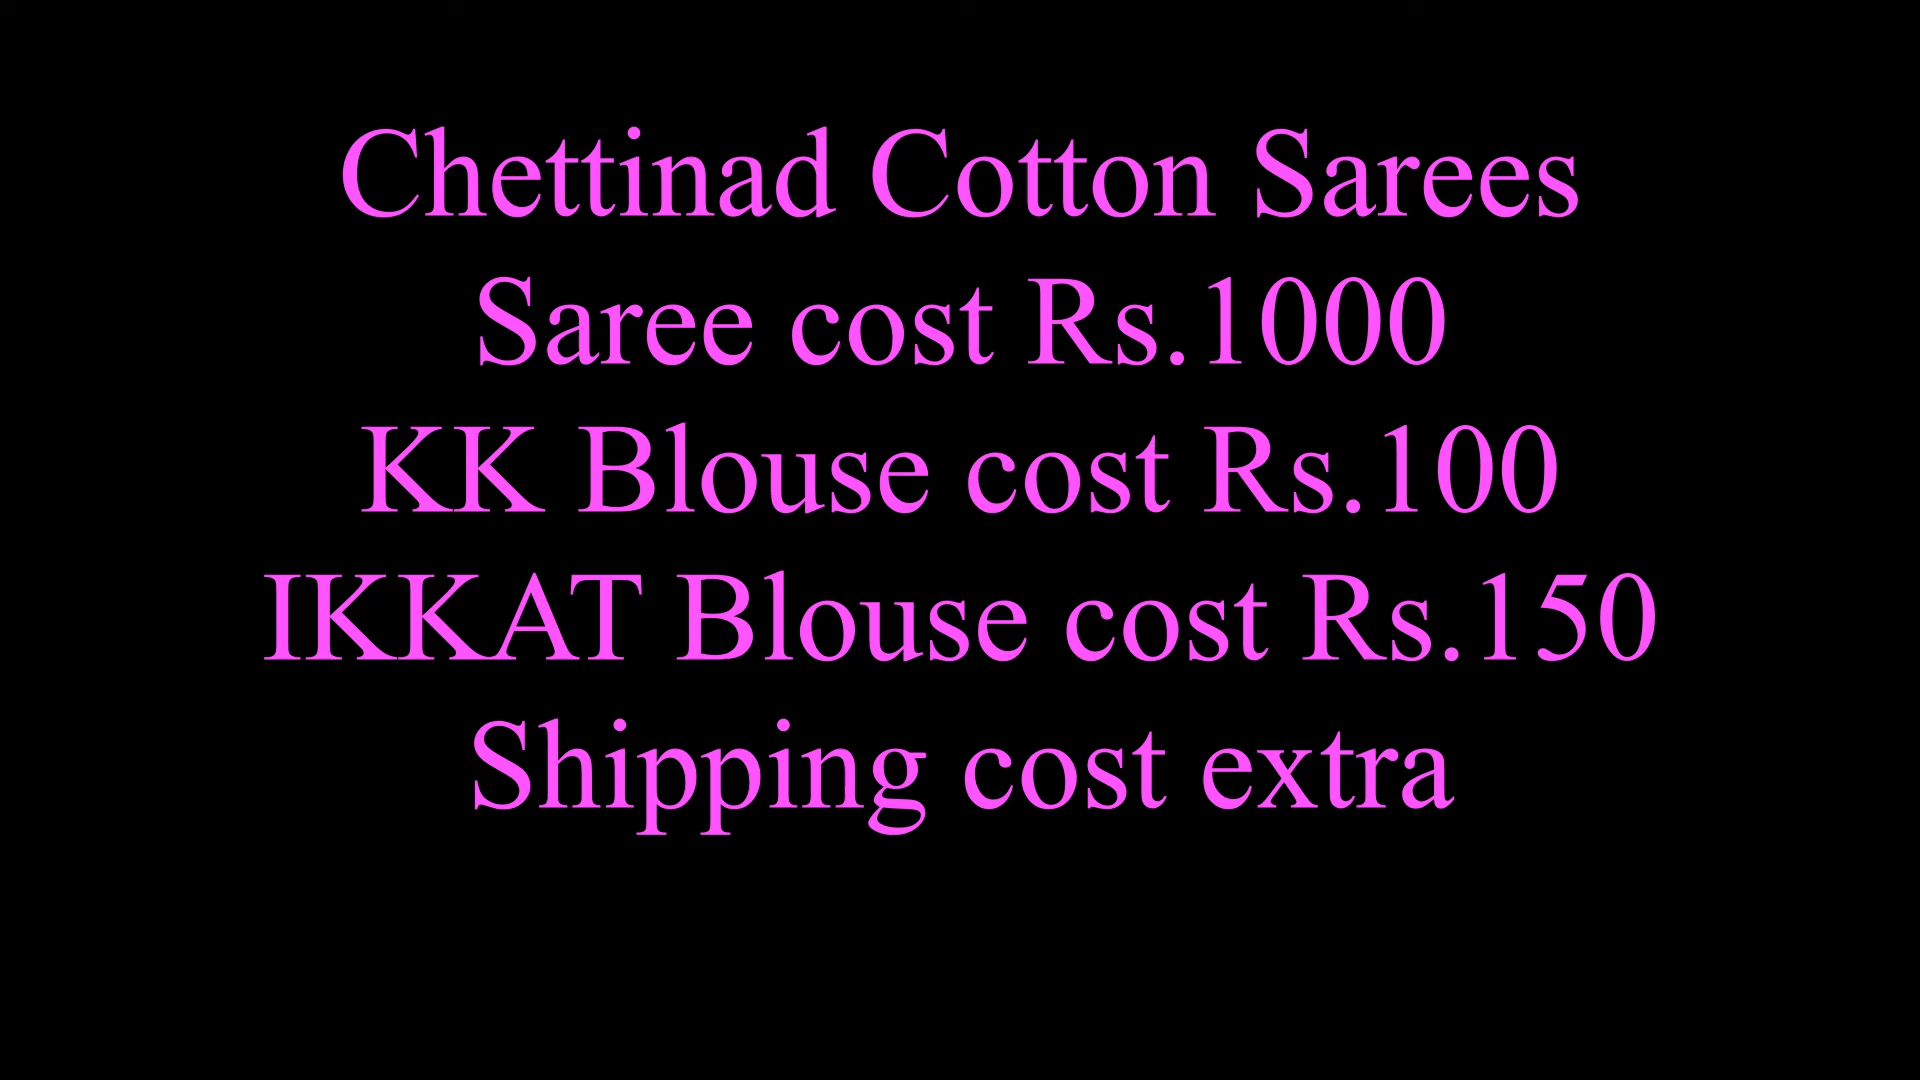 Chettinad Cotton Sarees
Saree cost Rs.1000
KK Blouse cost Rs.100
IKKAT Blouse cost Rs.150
Shipping cost extra